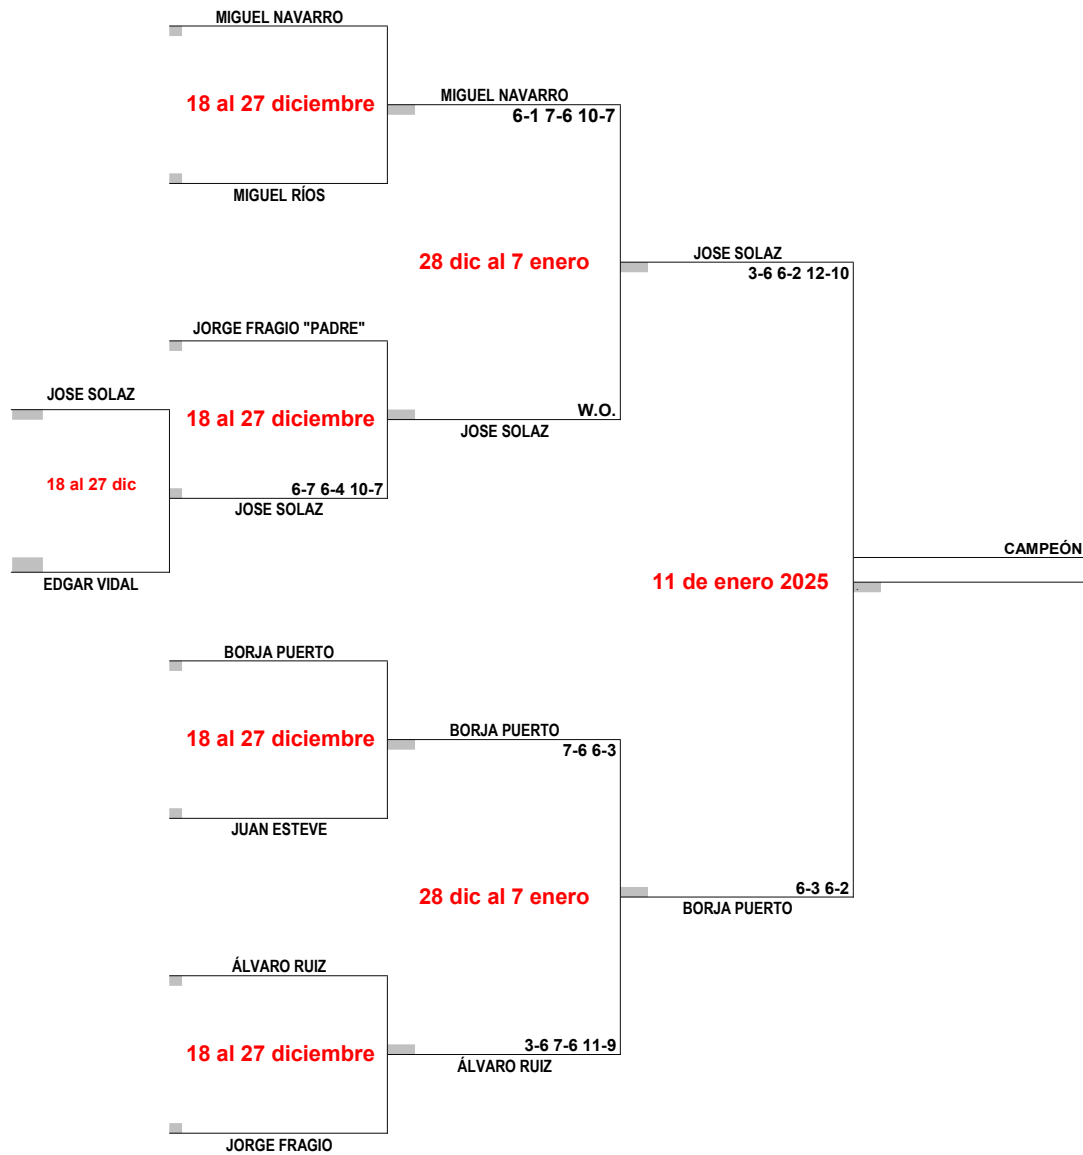 MIGUEL NAVARRO
18 al 27 diciembre
MIGUEL NAVARRO
6-1 7-6 10-7
MIGUEL RÍOS
28 dic al 7 enero
JOSE SOLAZ
3-6 6-2 12-10
JORGE FRAGIO "PADRE"
JOSE SOLAZ
18 al 27 diciembre
W.O.
JOSE SOLAZ
18 al 27 dic
6-7 6-4 10-7
JOSE SOLAZ
EDGAR VIDAL
CAMPEÓN
11 de enero 2025
BORJA PUERTO
18 al 27 diciembre
BORJA PUERTO
7-6 6-3
JUAN ESTEVE
28 dic al 7 enero
6-3 6-2
BORJA PUERTO
ÁLVARO RUIZ
18 al 27 diciembre
3-6 7-6 11-9
ÁLVARO RUIZ
JORGE FRAGIO